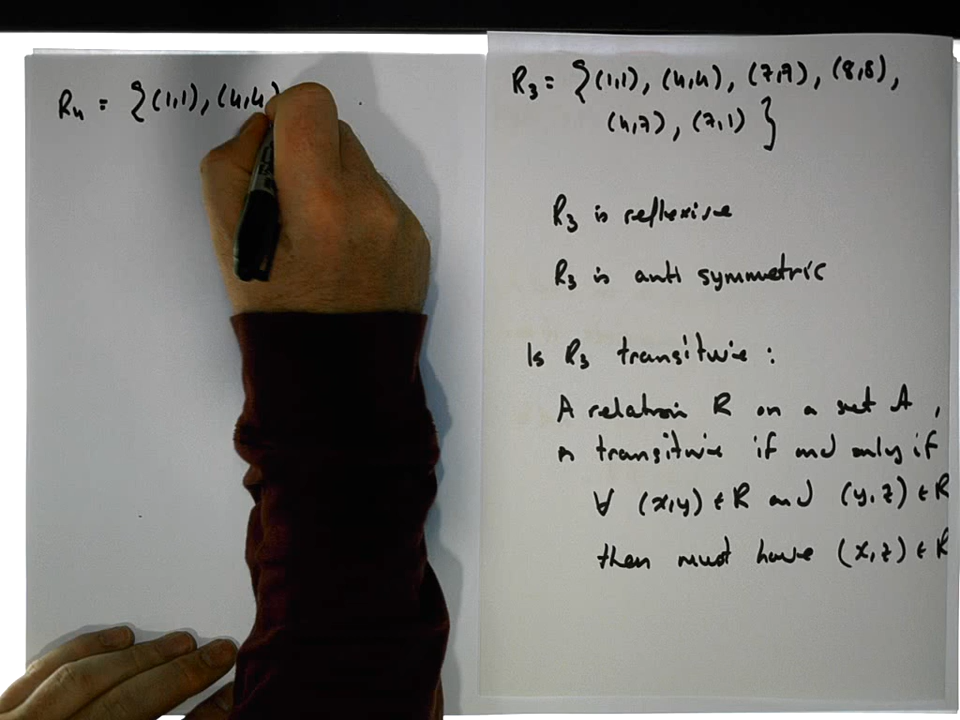 R₄ = {(1,1), (4,4)
R₃ = {(1,1), (4,4), (7,7), (8,8),
(4,7), (7,1) }
R₃ is reflexive
R₃ is anti symmetric
Is R₃ transitive :
A relation R on a set A ,
is transitive if and only if
∀ (x,y) ∈ R and (y,z) ∈ R
then must have (x,z) ∈ R